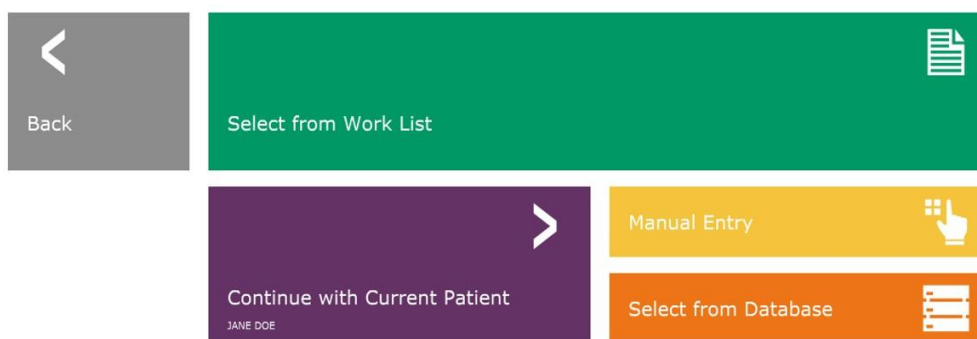 Back
Select from Work List
Continue with Current Patient
JANE DOE
Manual Entry
Select from Database